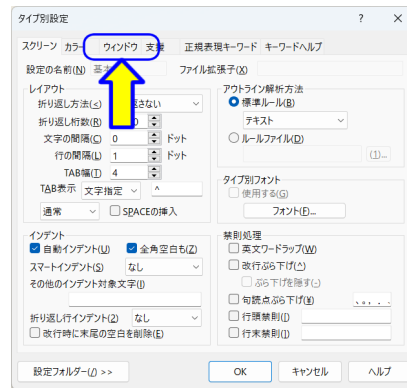 タイプ別設定 ? ×
スクリーン カラー ウィンドウ 支援 正規表現キーワード キーワードヘルプ
設定の名前(N) 基本 ファイル拡張子(X)
レイアウト
折り返し方法(<) さない
折り返し桁数(R) 0
文字の間隔(C) 0 ドット
行の間隔(L) 1 ドット
TAB幅(T) 4
TAB表示 文字指定 ^
通常 SPACEの挿入
アウトライン解析方法
標準ルール(B)
テキスト
ルールファイル(D)
(1)...
タイプ別フォント
使用する(G)
フォント(F)...
インデント
自動インデント(U) 全角空白も(Z)
スマートインデント(S) なし
その他のインデント対象文字(I)
折り返し行インデント(2) なし
改行時に末尾の空白を削除(E)
禁則処理
英文ワードラップ(W)
改行ぶら下げ(^)
ぶら下げを隠す(-)
句読点ぶら下げ(¥)
行頭禁則(
行末禁則(
設定フォルダー(/) >> OK キャンセル ヘルプ